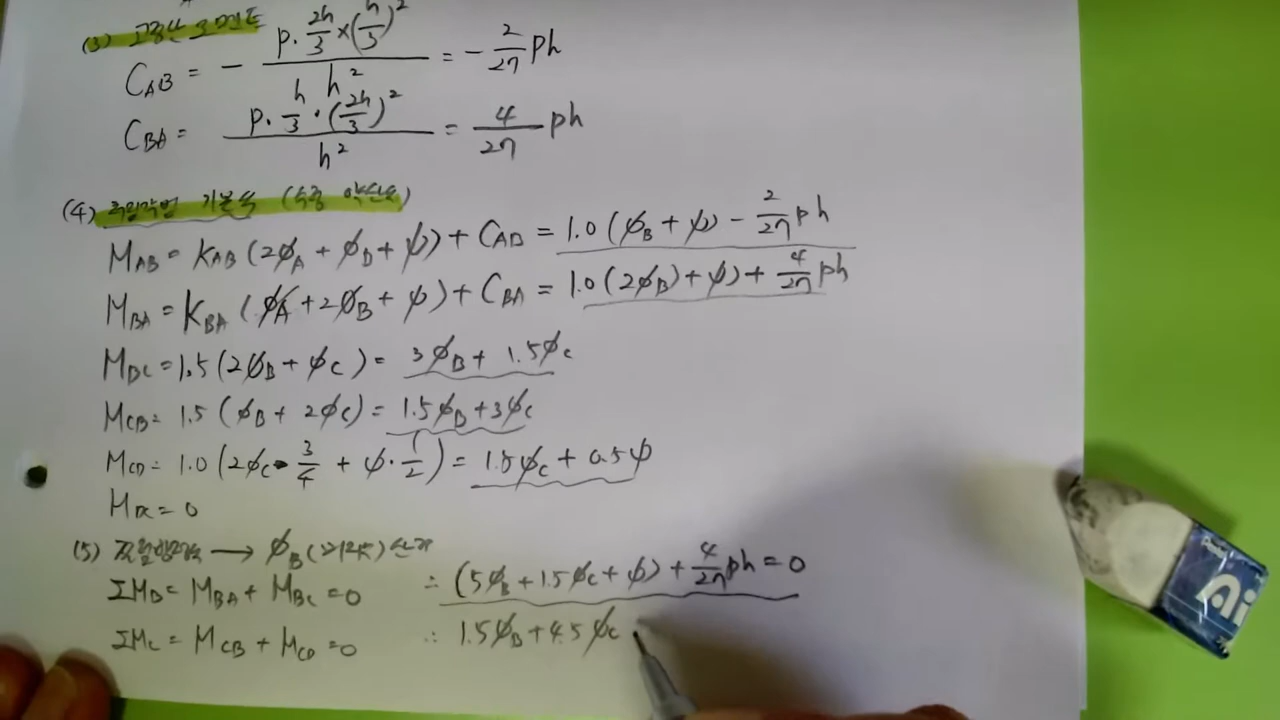 (3) 고정단 모멘트
C_AB = - P·2h/3×(h/3)² / h² = - 2/27 Ph
C_BA = P·h/3·(2h/3)² / h² = 4/27 Ph
(4) 처짐각법 기본식 (
M_AB = K_AB (2φ_A + φ_B + ψ) + C_AB = 1.0 (φ_B + ψ) - 2/27 Ph
M_BA = K_BA (φ_A + 2φ_B + ψ) + C_BA = 1.0 (2φ_B) + ψ) + 4/27 Ph
M_BC = 1.5 (2φ_B + φ_C) = 3φ_B + 1.5φ_C
M_CB = 1.5 (φ_B + 2φ_C) = 1.5φ_B + 3φ_C
M_CD = 1.0 (2φ_C · 3/4 + ψ · 1/2) = 1.5φ_C + 0.5ψ
M_DC = 0
(5) 절점방정식 → φ_B
ΣM_B = M_BA + M_BC = 0 ∴ (5φ_B + 1.5φ_C + ψ) + 4/27 Ph = 0
ΣM_C = M_CB + M_CD = 0 ∴ 1.5φ_B + 4.5φ_C
Ai